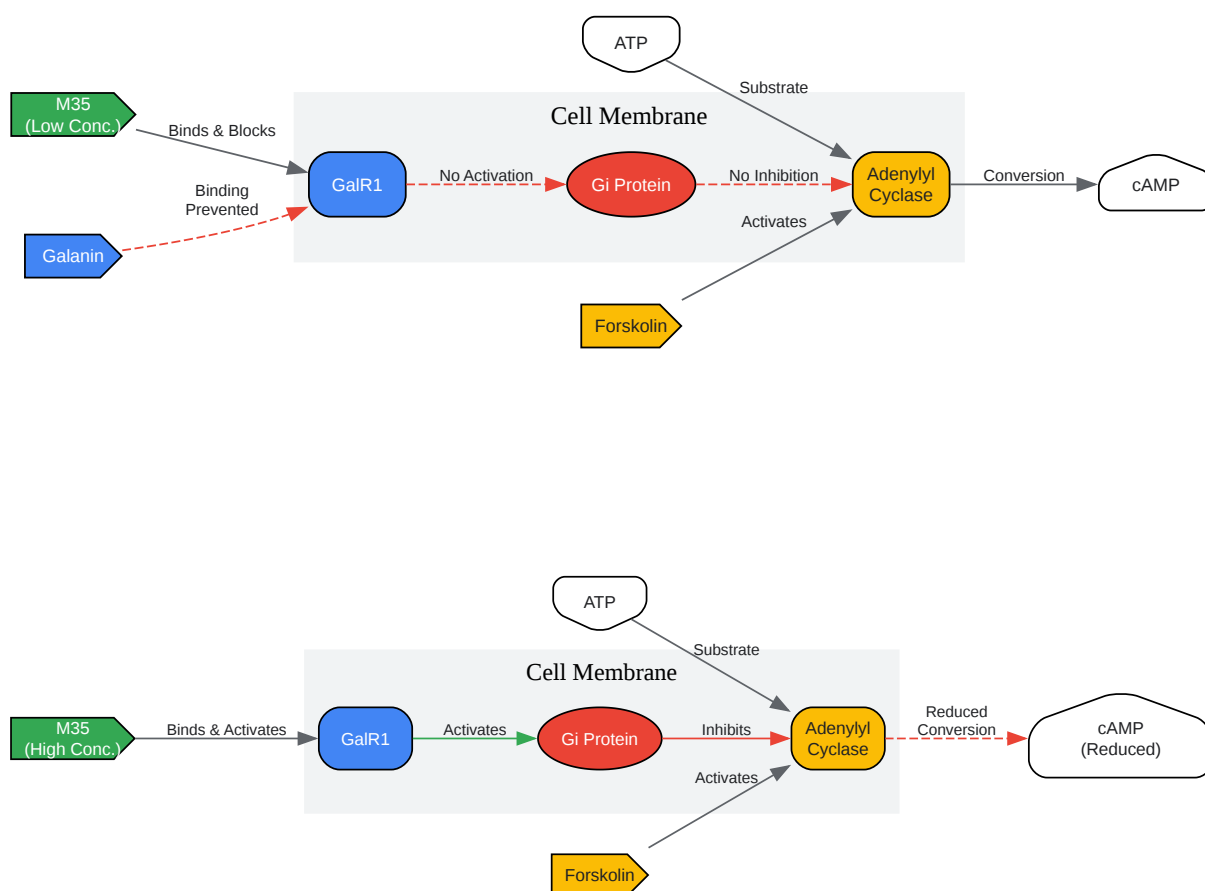 ATP
Substrate
M35
(Low Conc.)
Cell Membrane
Binds & Blocks
GalR1
No Activation
Gi Protein
No Inhibition
Adenylyl
Cyclase
Conversion
cAMP
Binding
Prevented
Activates
Galanin
Forskolin
ATP
Substrate
Cell Membrane
M35
(High Conc.)
Binds & Activates
GalR1
Activates
Gi Protein
Inhibits
Adenylyl
Cyclase
Reduced
Conversion
cAMP
(Reduced)
Activates
Forskolin